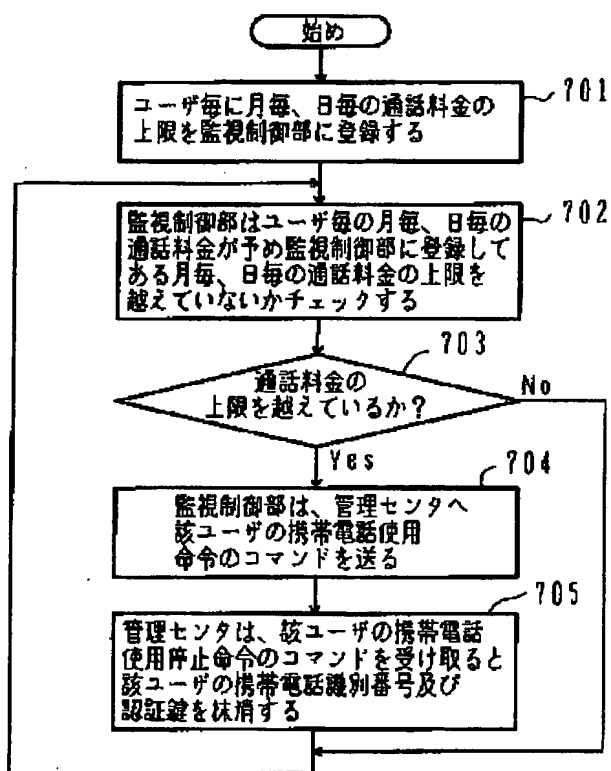 始め
ユーザ毎に月毎、日毎の通話料金の
上限を監視制御部に登録する
701
監視制御部はユーザ毎の月毎、日毎の
通話料金が予め監視制御部に登録して
ある月毎、日毎の通話料金の上限を
越えていないかチェックする
702
703
通話料金の
上限を越えているか?
No
Yes
704
監視制御部は、管理センタへ
該ユーザの携帯電話使用
命令のコマンドを送る
705
管理センタは、該ユーザの携帯電話
使用停止命令のコマンドを受け取ると
該ユーザの携帯電話識別番号及び
認証鍵を抹消する